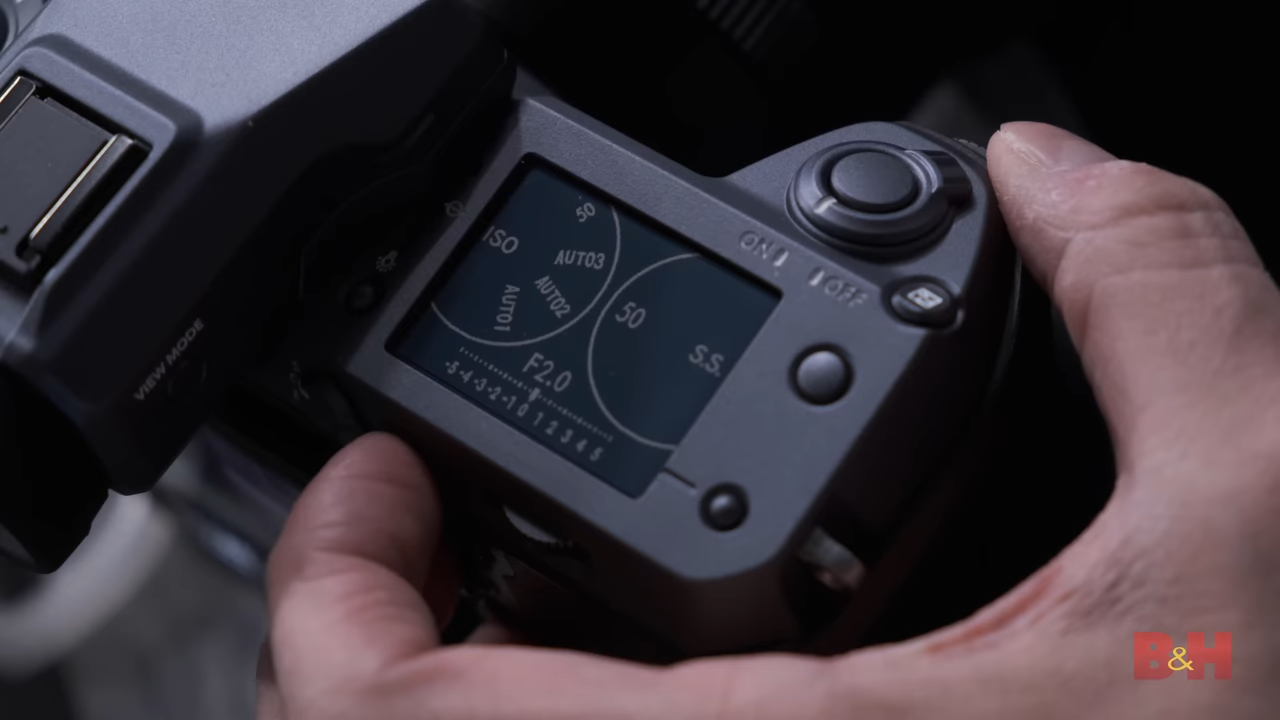 50
ISO
AUTO3
AUTO2
AUTO1
50
S.S.
F2.0
-5-4-3-2-1 0 1 2 3 4 5
ON
OFF
VIEW MODE
B&H